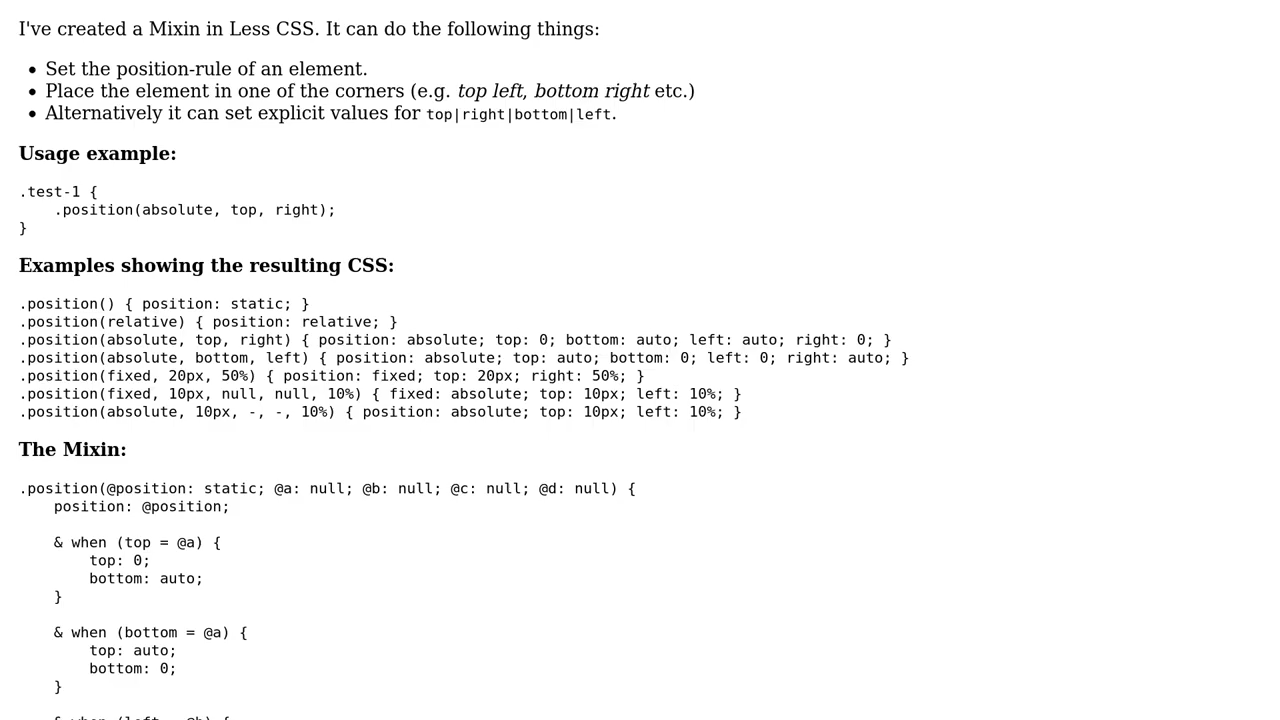 I've created a Mixin in Less CSS. It can do the following things:
• Set the position-rule of an element.
• Place the element in one of the corners (e.g. top left, bottom right etc.)
• Alternatively it can set explicit values for top|right|bottom|left.
Usage example:
.test-1 {
    .position(absolute, top, right);
}
Examples showing the resulting CSS:
.position() { position: static; }
.position(relative) { position: relative; }
.position(absolute, top, right) { position: absolute; top: 0; bottom: auto; left: auto; right: 0; }
.position(absolute, bottom, left) { position: absolute; top: auto; bottom: 0; left: 0; right: auto; }
.position(fixed, 20px, 50%) { position: fixed; top: 20px; right: 50%; }
.position(fixed, 10px, null, null, 10%) { fixed: absolute; top: 10px; left: 10%; }
.position(absolute, 10px, -, -, 10%) { position: absolute; top: 10px; left: 10%; }
The Mixin:
.position(@position: static; @a: null; @b: null; @c: null; @d: null) {
    position: @position;
    & when (top = @a) {
        top: 0;
        bottom: auto;
    }
    & when (bottom = @a) {
        top: auto;
        bottom: 0;
    }